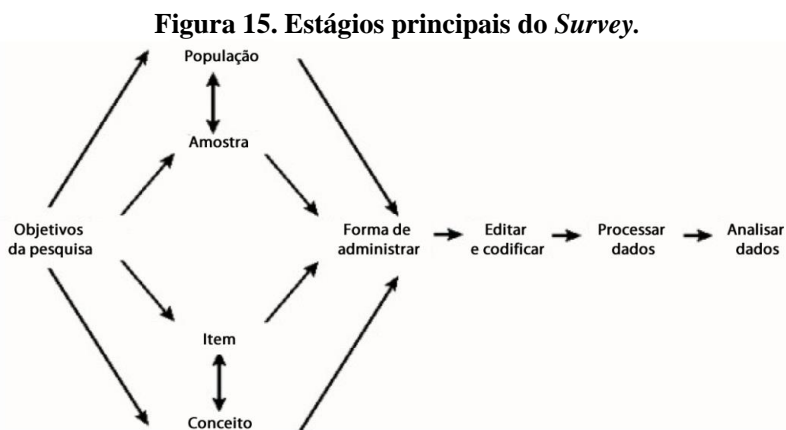 Figura 15. Estágios principais do Survey.
População
Amostra
Objetivos
da pesquisa
Forma de
administrar
Editar
e codificar
Processar
dados
Analisar
dados
Item
Conceito